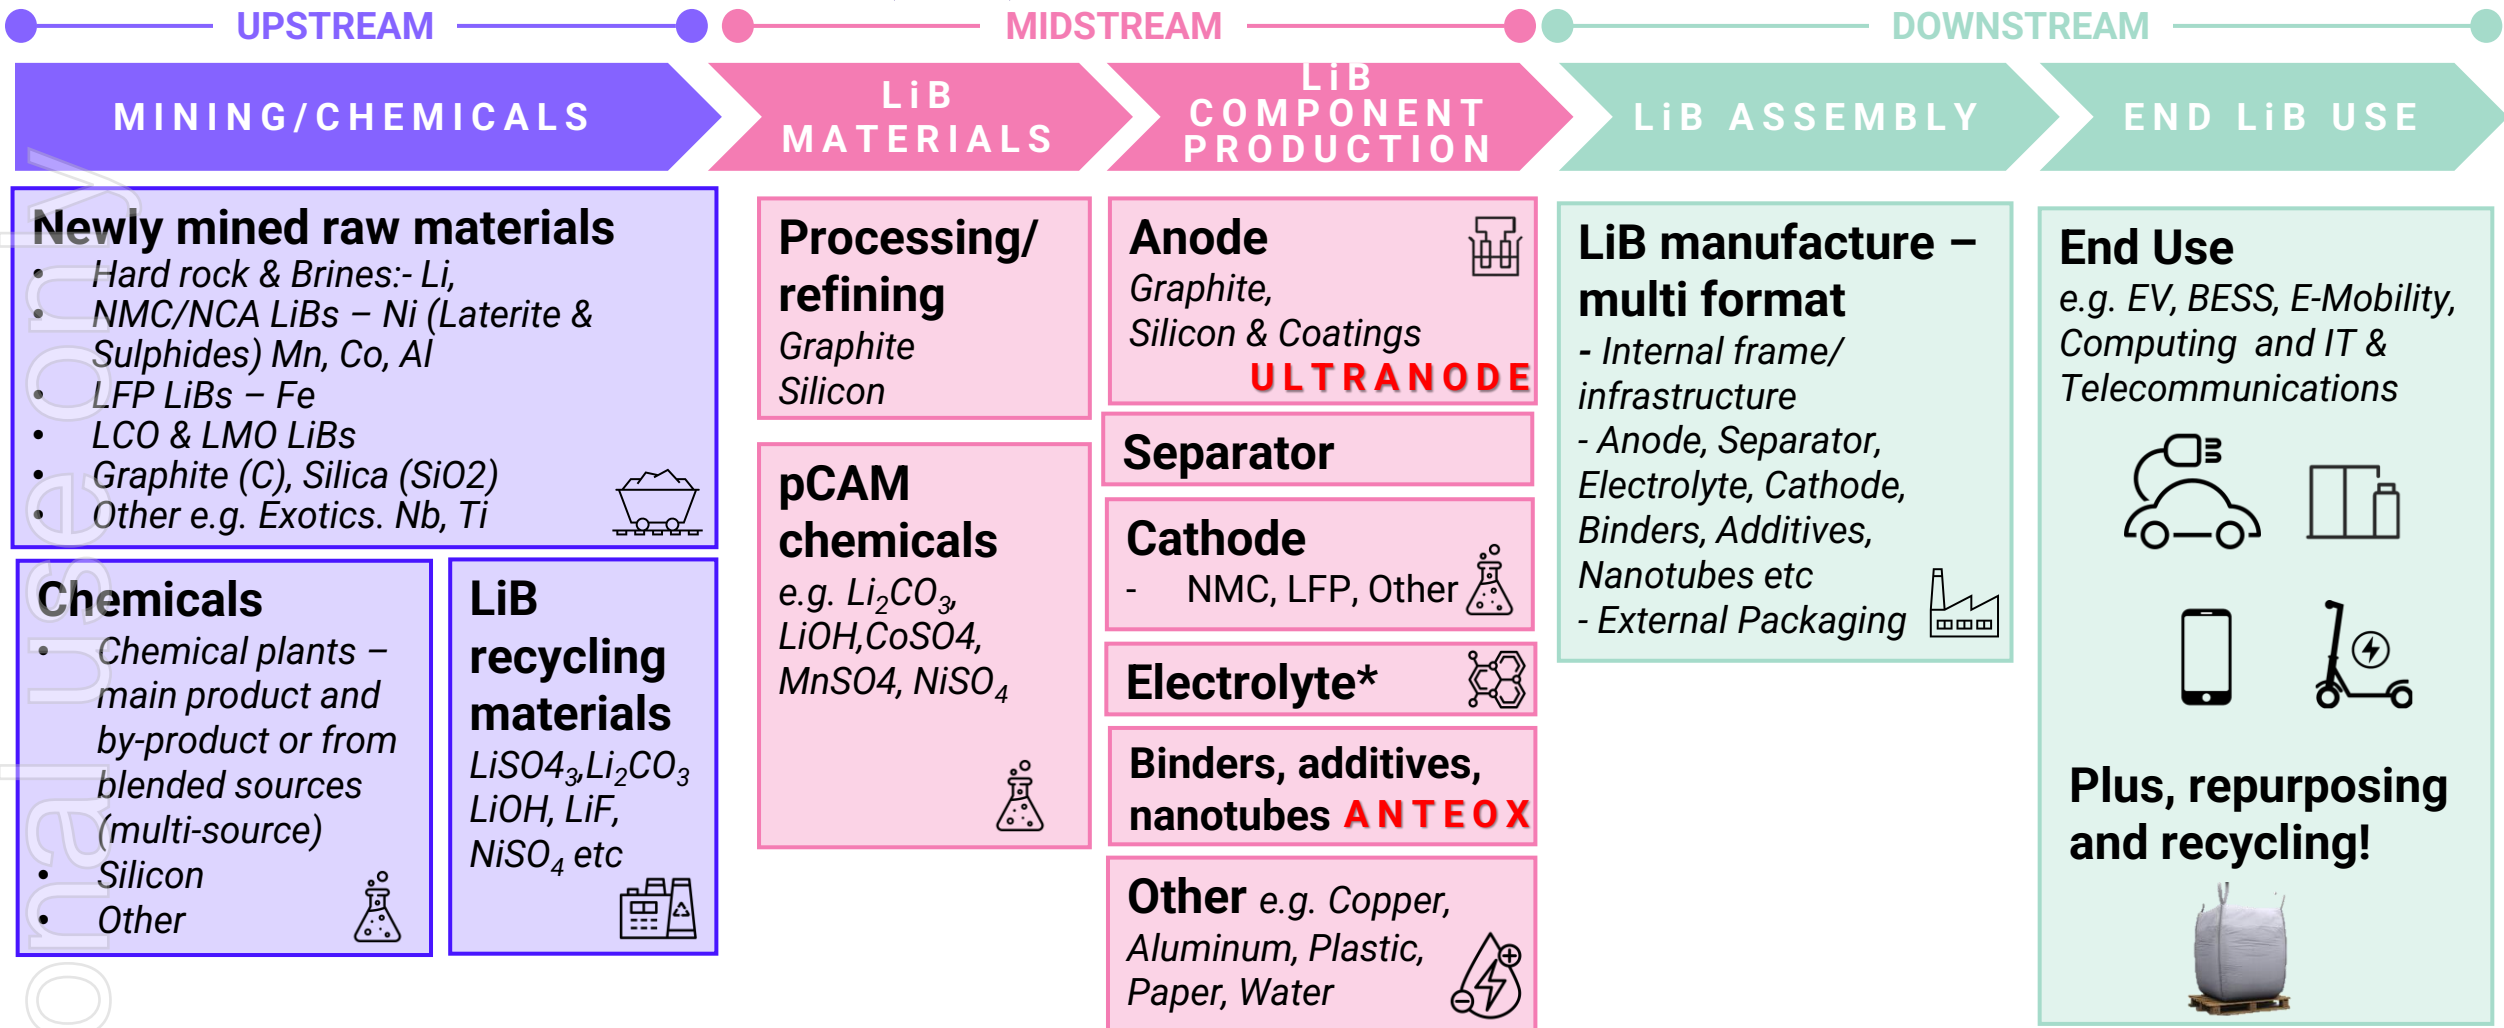 UPSTREAM
MIDSTREAM
DOWNSTREAM
MINING/CHEMICALS
LiB
MATERIALS
LiB
COMPONENT
PRODUCTION
LiB ASSEMBLY
END LiB USE
Newly mined raw materials
• Hard rock & Brines:- Li,
• NMC/NCA LiBs – Ni (Laterite &
Sulphides) Mn, Co, Al
• LFP LiBs – Fe
• LCO & LMO LiBs
• Graphite (C), Silica (SiO2)
• Other e.g. Exotics. Nb, Ti
Chemicals
• Chemical plants –
main product and
by-product or from
blended sources
(multi-source)
• Silicon
• Other
LiB
recycling
materials
LiSO4₃,Li₂CO₃
LiOH, LiF,
NiSO₄ etc
Processing/
refining
Graphite
Silicon
pCAM
chemicals
e.g. Li₂CO₃,
LiOH,CoSO4,
MnSO4, NiSO₄
Anode
Graphite,
Silicon & Coatings
ULTRANODE
Separator
Cathode
- NMC, LFP, Other
Electrolyte*
Binders, additives,
nanotubes ANTEOX
Other e.g. Copper,
Aluminum, Plastic,
Paper, Water
LiB manufacture –
multi format
- Internal frame/
infrastructure
- Anode, Separator,
Electrolyte, Cathode,
Binders, Additives,
Nanotubes etc
- External Packaging
End Use
e.g. EV, BESS, E-Mobility,
Computing and IT &
Telecommunications
Plus, repurposing
and recycling!
onal use only